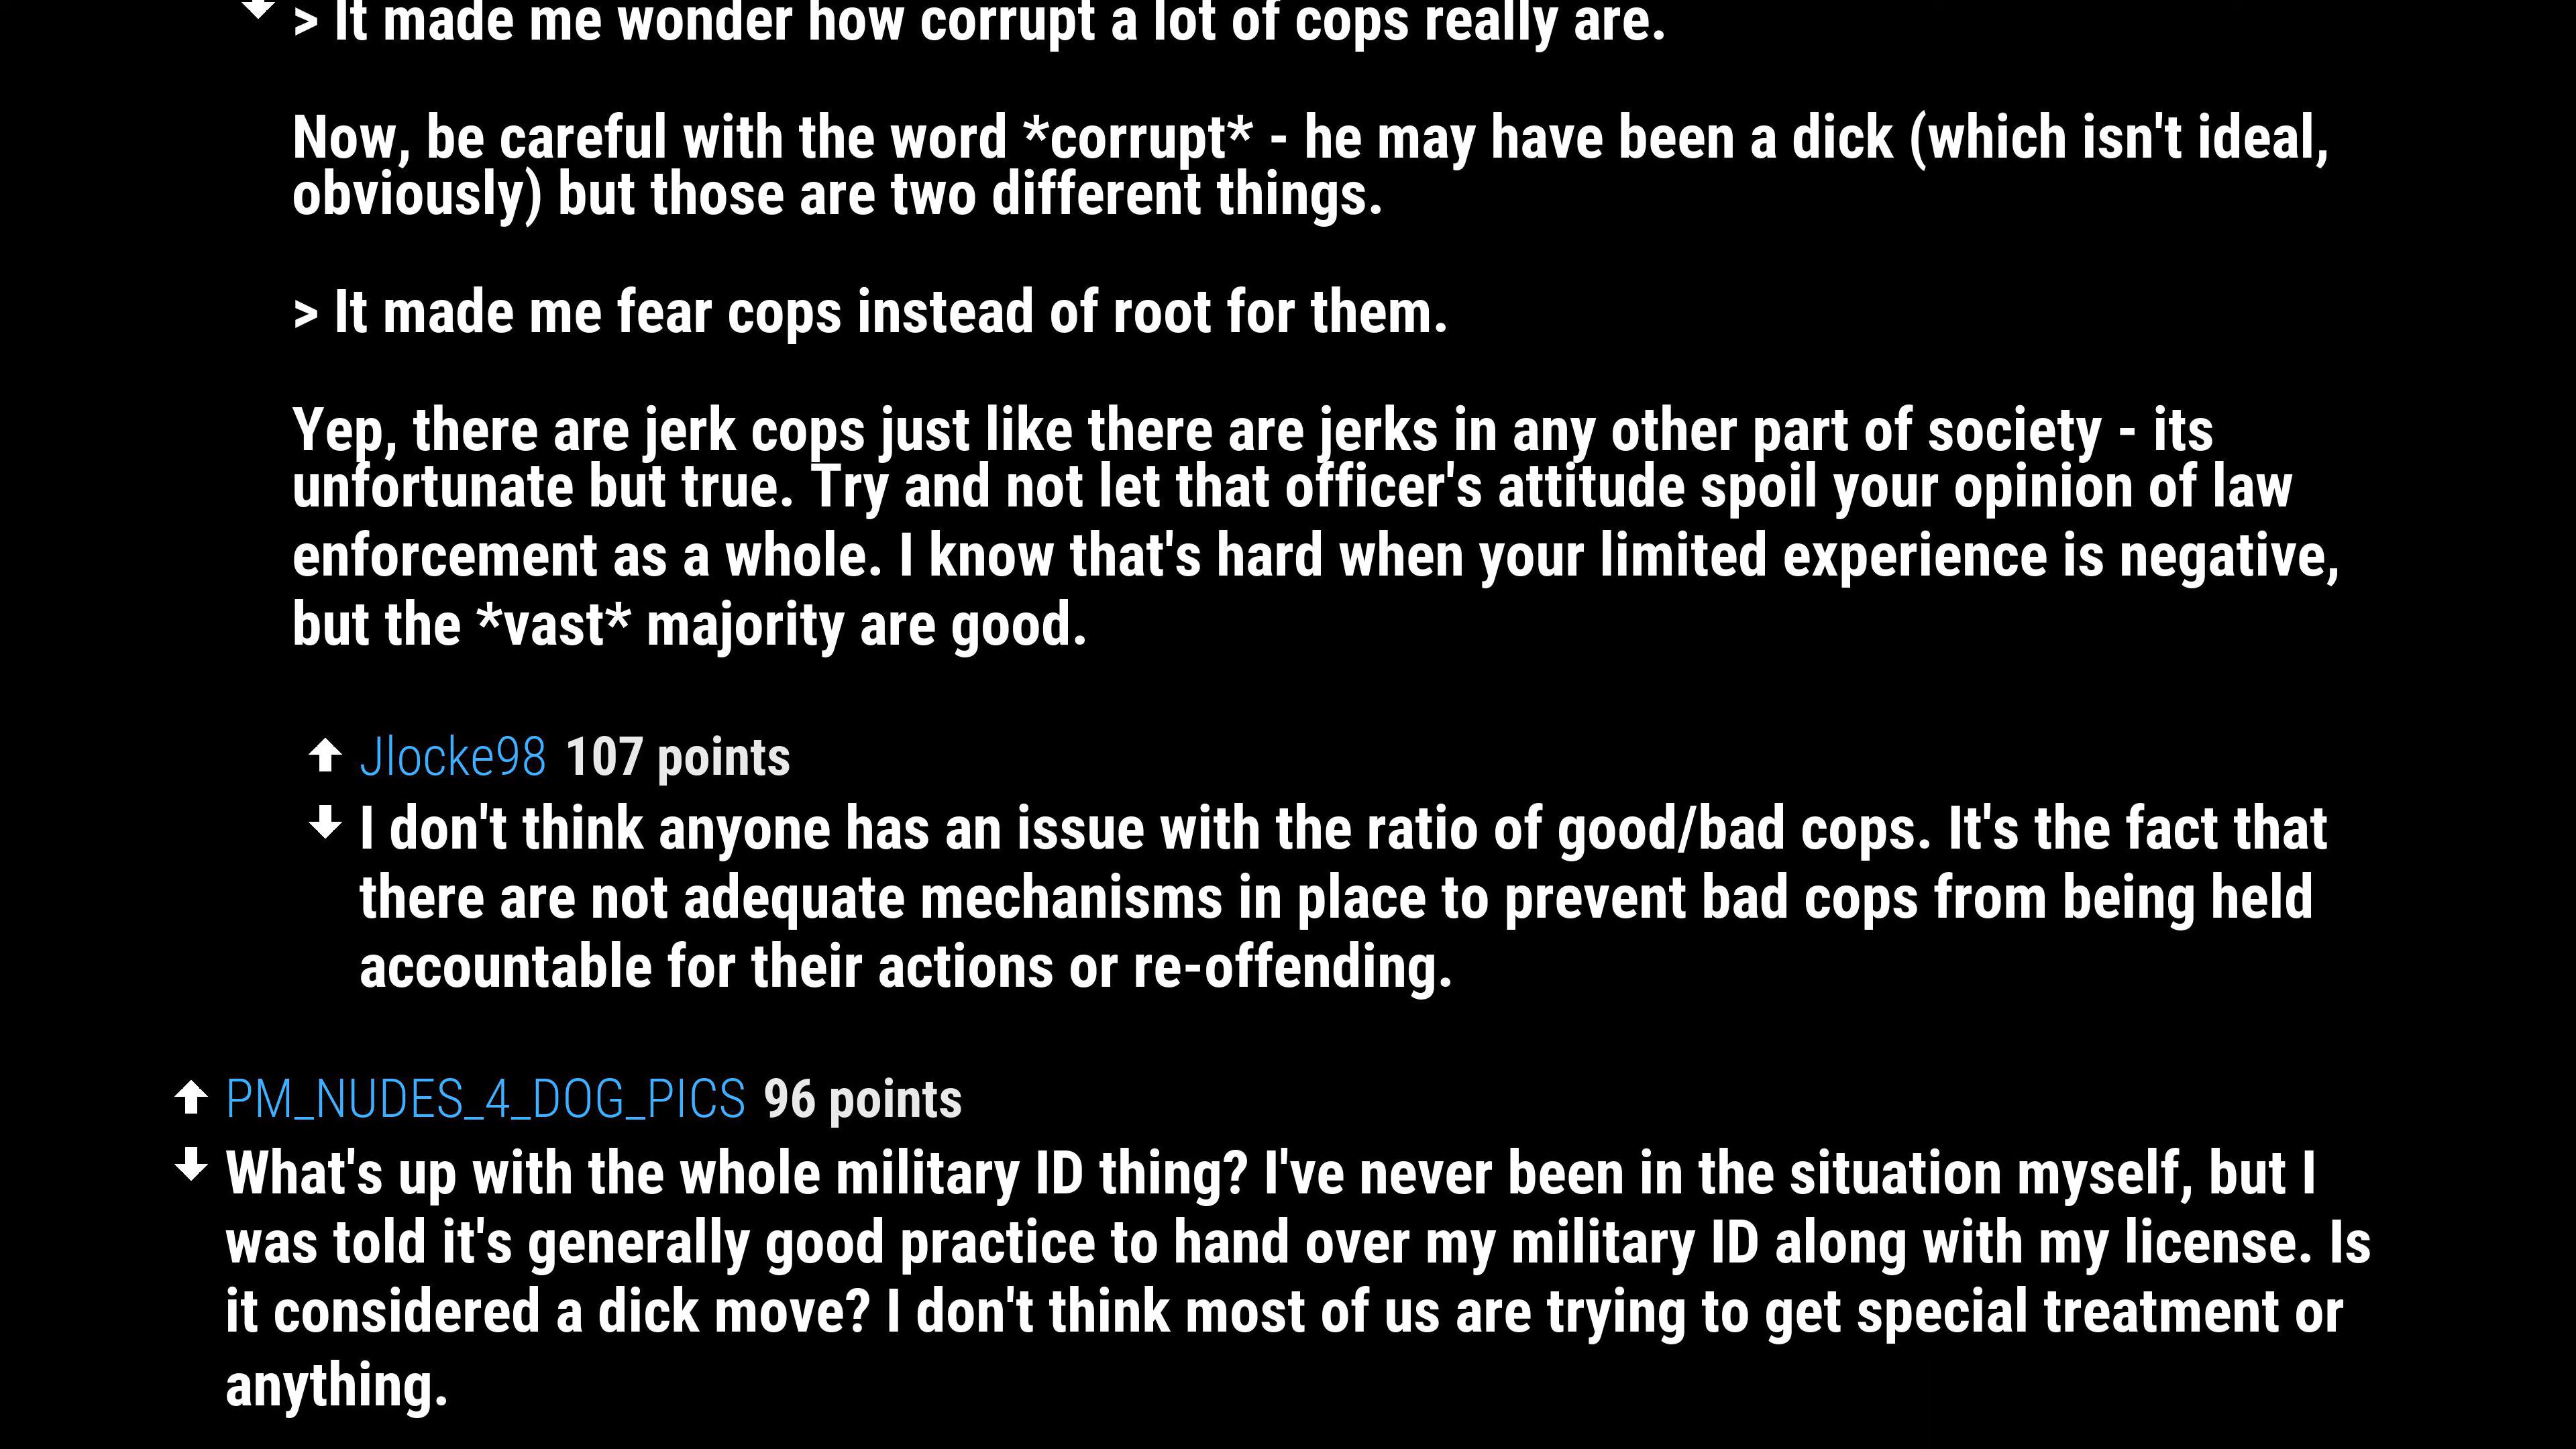 > It made me wonder how corrupt a lot of cops really are.
Now, be careful with the word *corrupt* - he may have been a dick (which isn't ideal,
obviously) but those are two different things.
> It made me fear cops instead of root for them.
Yep, there are jerk cops just like there are jerks in any other part of society - its
unfortunate but true. Try and not let that officer's attitude spoil your opinion of law
enforcement as a whole. I know that's hard when your limited experience is negative,
but the *vast* majority are good.
Jlocke98 107 points
I don't think anyone has an issue with the ratio of good/bad cops. It's the fact that
there are not adequate mechanisms in place to prevent bad cops from being held
accountable for their actions or re-offending.
PM_NUDES_4_DOG_PICS 96 points
What's up with the whole military ID thing? I've never been in the situation myself, but I
was told it's generally good practice to hand over my military ID along with my license. Is
it considered a dick move? I don't think most of us are trying to get special treatment or
anything.